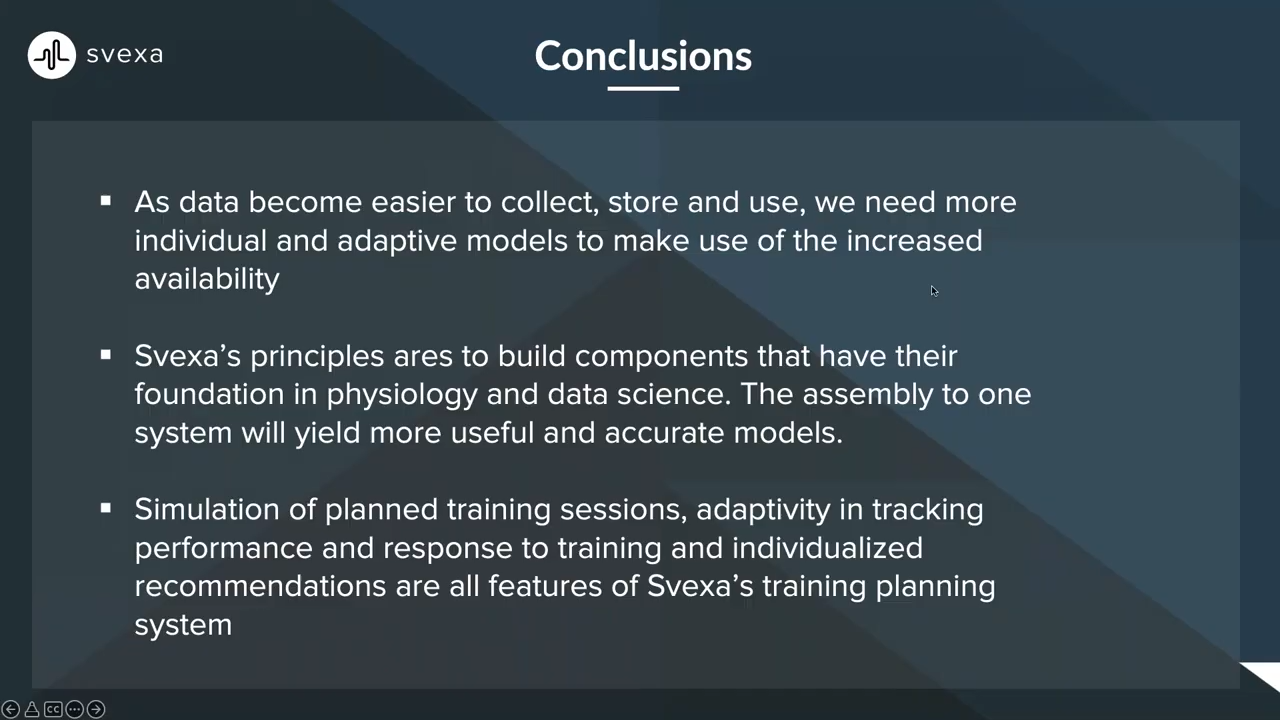 svexa
Conclusions
▪ As data become easier to collect, store and use, we need more
individual and adaptive models to make use of the increased
availability
▪ Svexa’s principles ares to build components that have their
foundation in physiology and data science. The assembly to one
system will yield more useful and accurate models.
▪ Simulation of planned training sessions, adaptivity in tracking
performance and response to training and individualized
recommendations are all features of Svexa’s training planning
system
CC